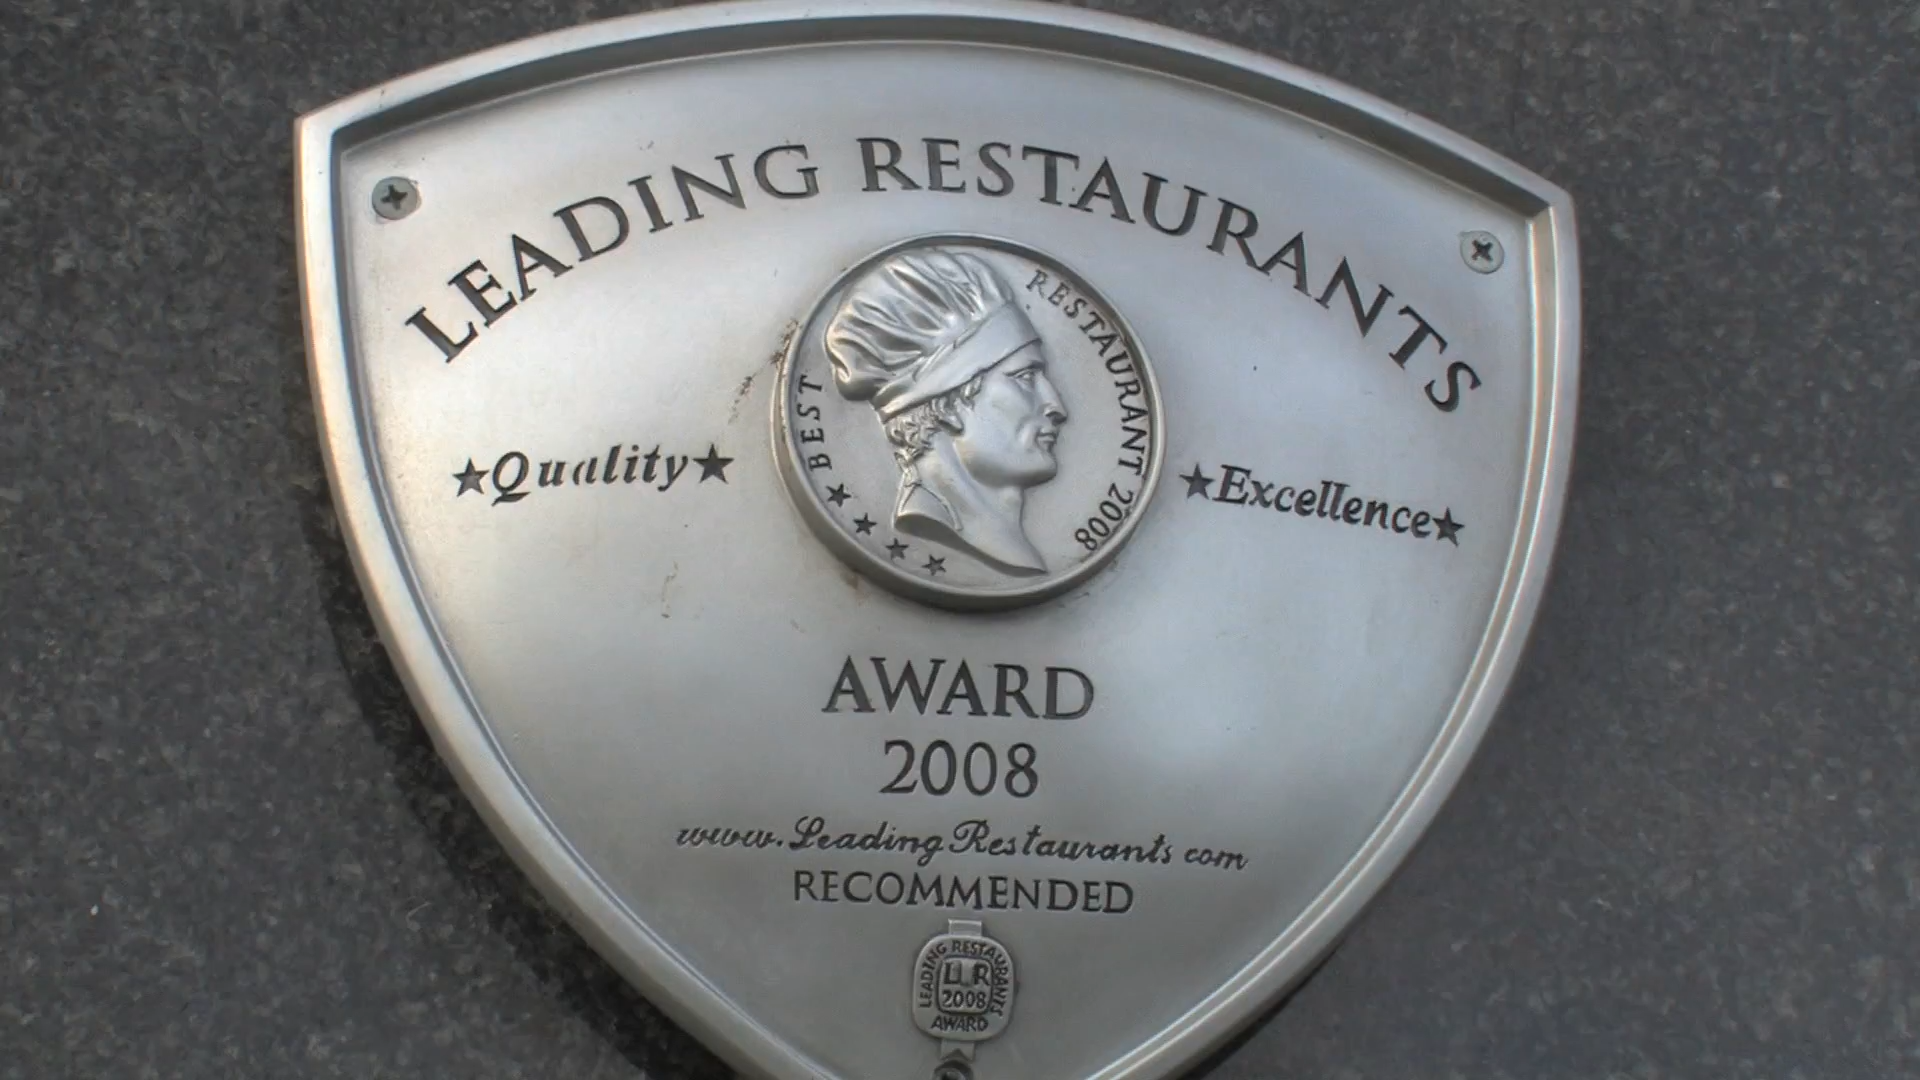 LEADING RESTAURANTS
BEST RESTAURANT 2008
★Quality★
★Excellence★
AWARD
2008
www.LeadingRestaurants com
RECOMMENDED
LEADING RESTAURANTS
LR
2008
AWARD